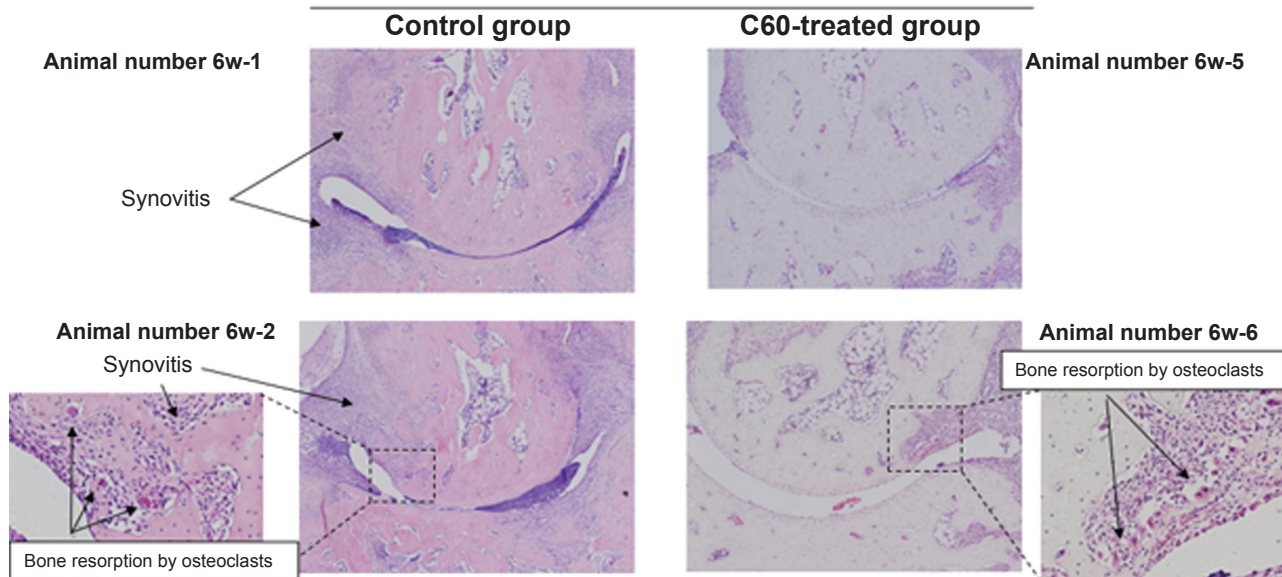 Control group
C60-treated group
Animal number 6w-1
Animal number 6w-5
Synovitis
Animal number 6w-2
Synovitis
Animal number 6w-6
Bone resorption by osteoclasts
Bone resorption by osteoclasts